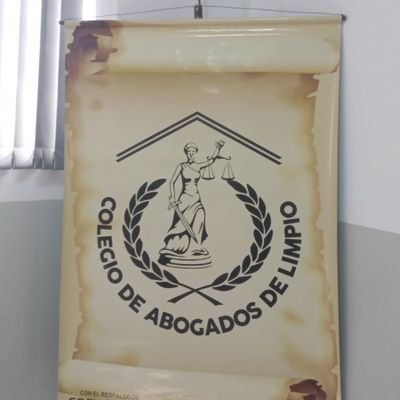 COLEGIO DE ABOGADOS DE LIMPIO
CON EL RESPALDO DE